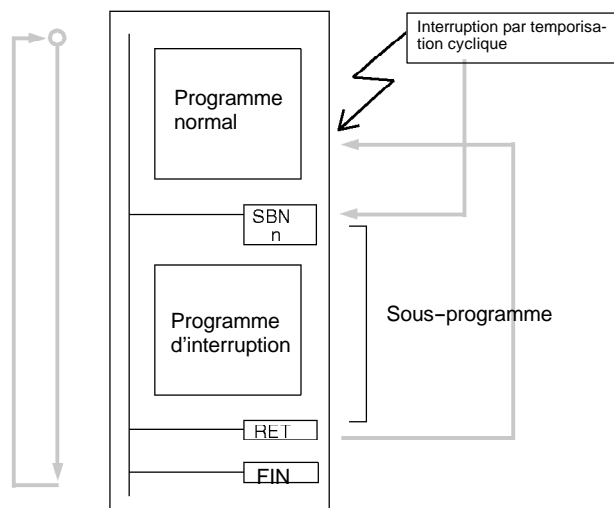 Interruption par temporisa-
tion cyclique
Programme
normal
SBN
n
Programme
d'interruption
Sous-programme
RET
FIN